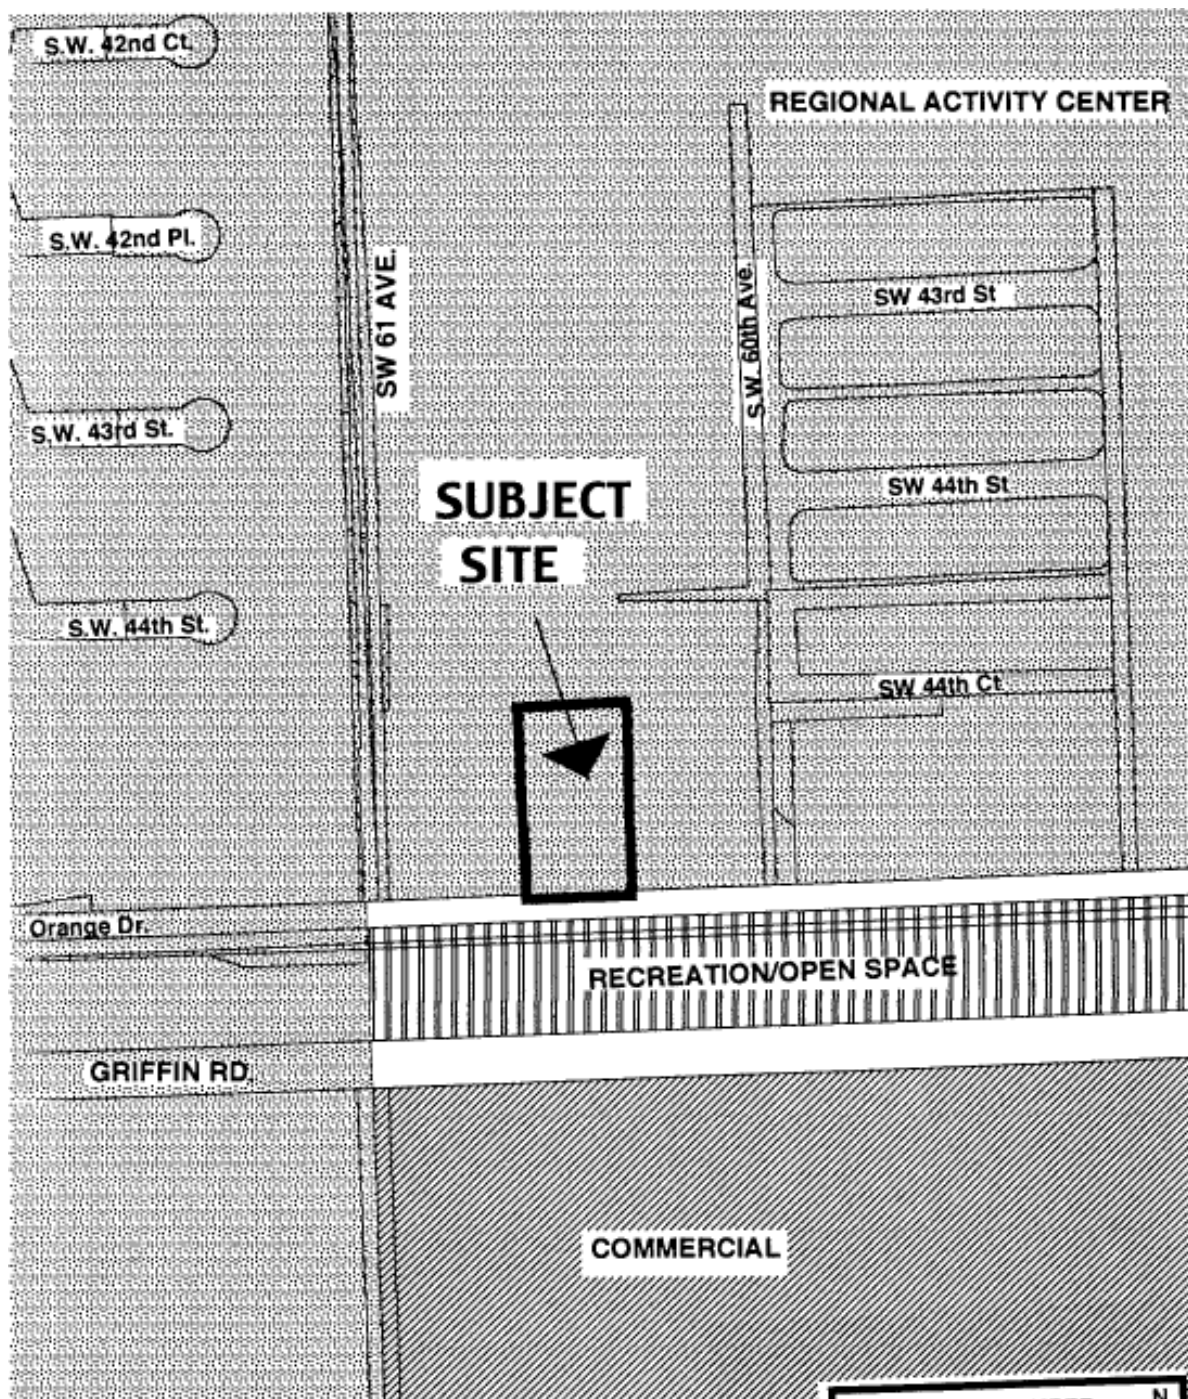 S.W. 42nd Ct.
REGIONAL ACTIVITY CENTER
S.W. 42nd Pl.
SW 61 AVE.
S.W. 60th Ave.
SW 43rd St
S.W. 43rd St.
SUBJECT
SITE
SW 44th St
S.W. 44th St.
SW 44th Ct
Orange Dr.
RECREATION/OPEN SPACE
GRIFFIN RD.
COMMERCIAL
N